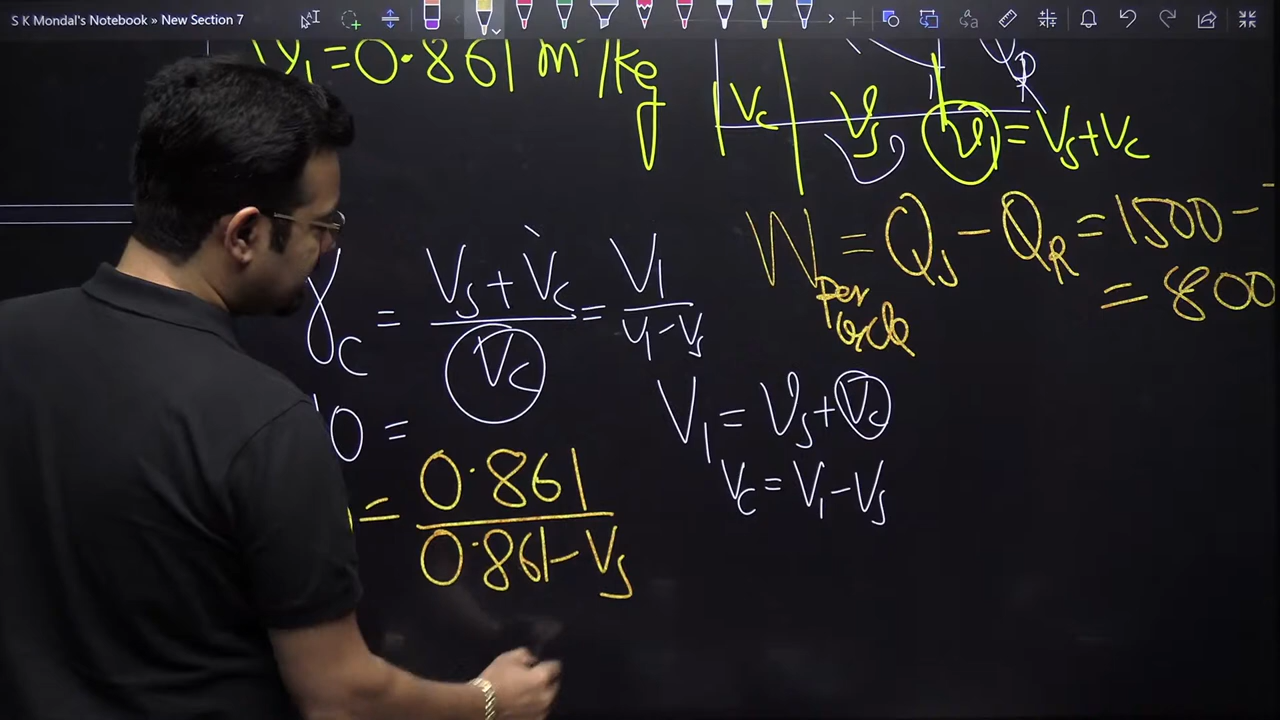 S K Mondal's Notebook » New Section 7
V1 = 0.861 m³/kg
Vc Vs V1 = Vs + Vc
W per cycle = Qs - QR = 1500 -
= 800
γc = (Vs + Vc)/Vc = V1/(V1 - Vs)
10 =
V1 = Vs + Vc
Vc = V1 - Vs
= 0.861/(0.861 - Vs)